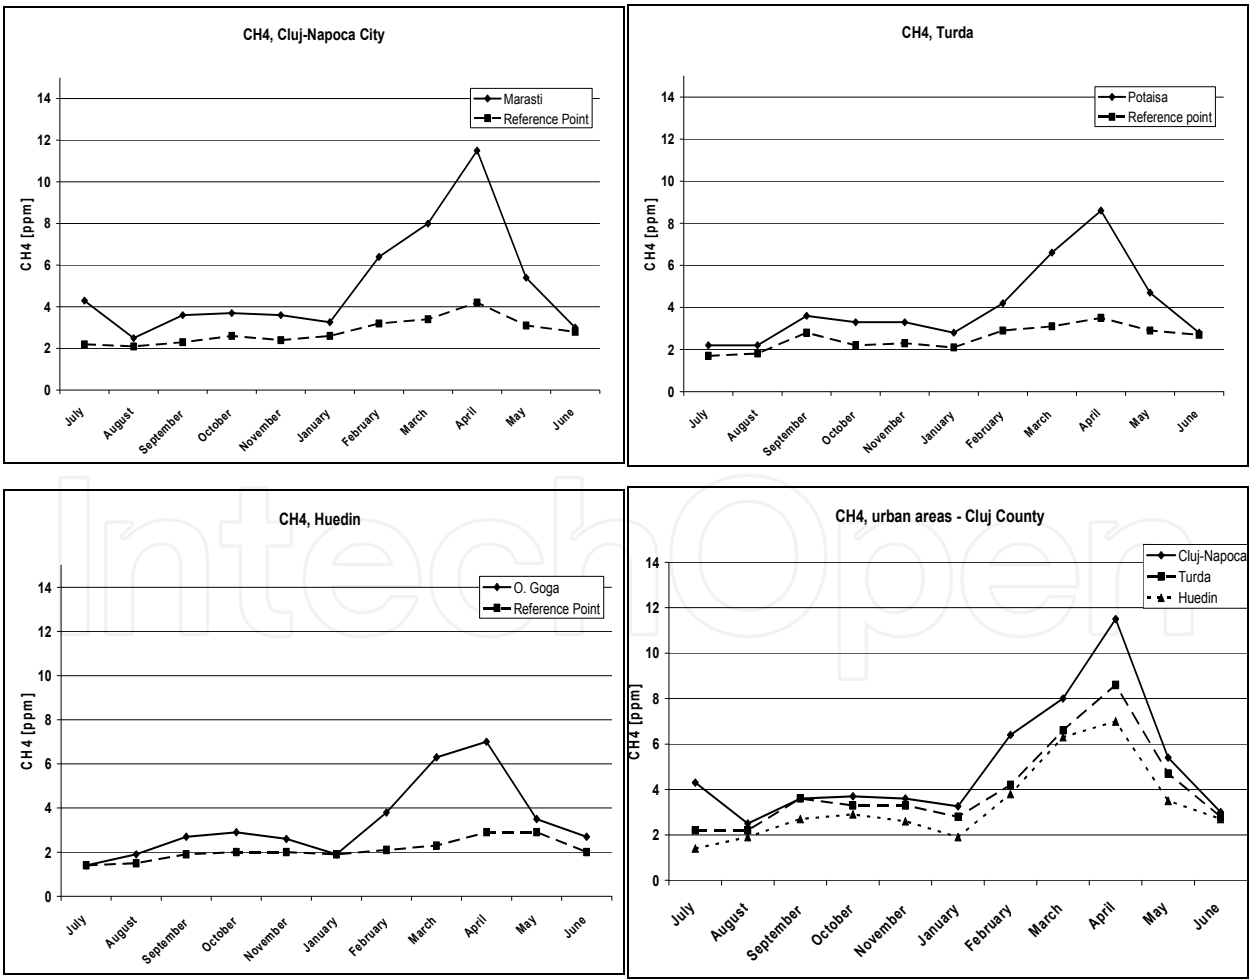 CH4, Cluj-Napoca City
Marasti
Reference Point
CH4 [ppm]
14
12
10
8
6
4
2
0
July
August
September
October
November
January
February
March
April
May
June
CH4, Turda
Potaisa
Reference point
CH4 [ppm]
14
12
10
8
6
4
2
0
July
August
September
October
November
January
February
March
April
May
June
CH4, Huedin
O. Goga
Reference Point
CH4 [ppm]
14
12
10
8
6
4
2
0
July
August
September
October
November
January
February
March
April
May
June
CH4, urban areas - Cluj County
Cluj-Napoca
Turda
Huedin
CH4 [ppm]
14
12
10
8
6
4
2
0
July
August
September
October
November
January
February
March
April
May
June
IntechOpen